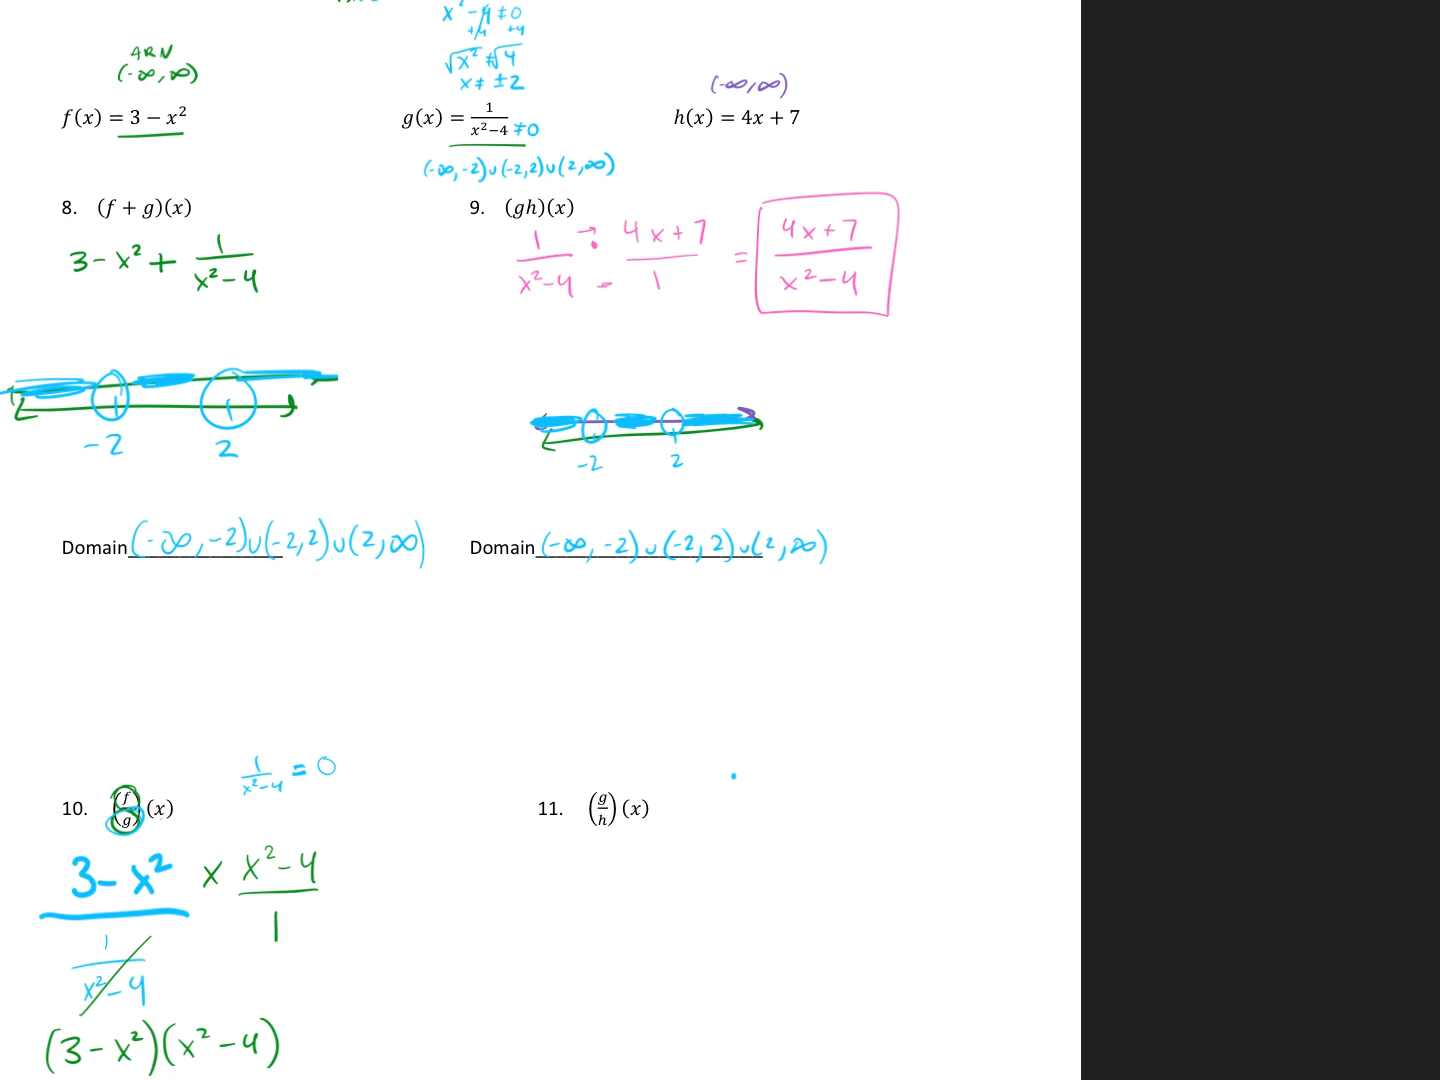 x² - 4 ≠ 0
+4 +4
√x² ≠ √4
x ≠ ± 2
ARN
(-∞, ∞)
(-∞, ∞)
f(x) = 3 − x²
g(x) = 1/(x²−4) ≠0
h(x) = 4x + 7
(-∞, -2) ∪ (-2, 2) ∪ (2, ∞)
8. (f + g)(x)
3 - x² + 1/(x² - 4)
-2 2
Domain (-∞, -2) ∪ (-2, 2) ∪ (2, ∞)
9. (gh)(x)
1/(x² - 4) · (4x + 7)/1 = (4x + 7)/(x² - 4)
-2 2
Domain (-∞, -2) ∪ (-2, 2) ∪ (2, ∞)
10. (f/g)(x)
1/(x² - 4) = 0
(3 - x²)/(1/(x² - 4)) × (x² - 4)/1
(3 - x²)(x² - 4)
11. (g/h)(x)